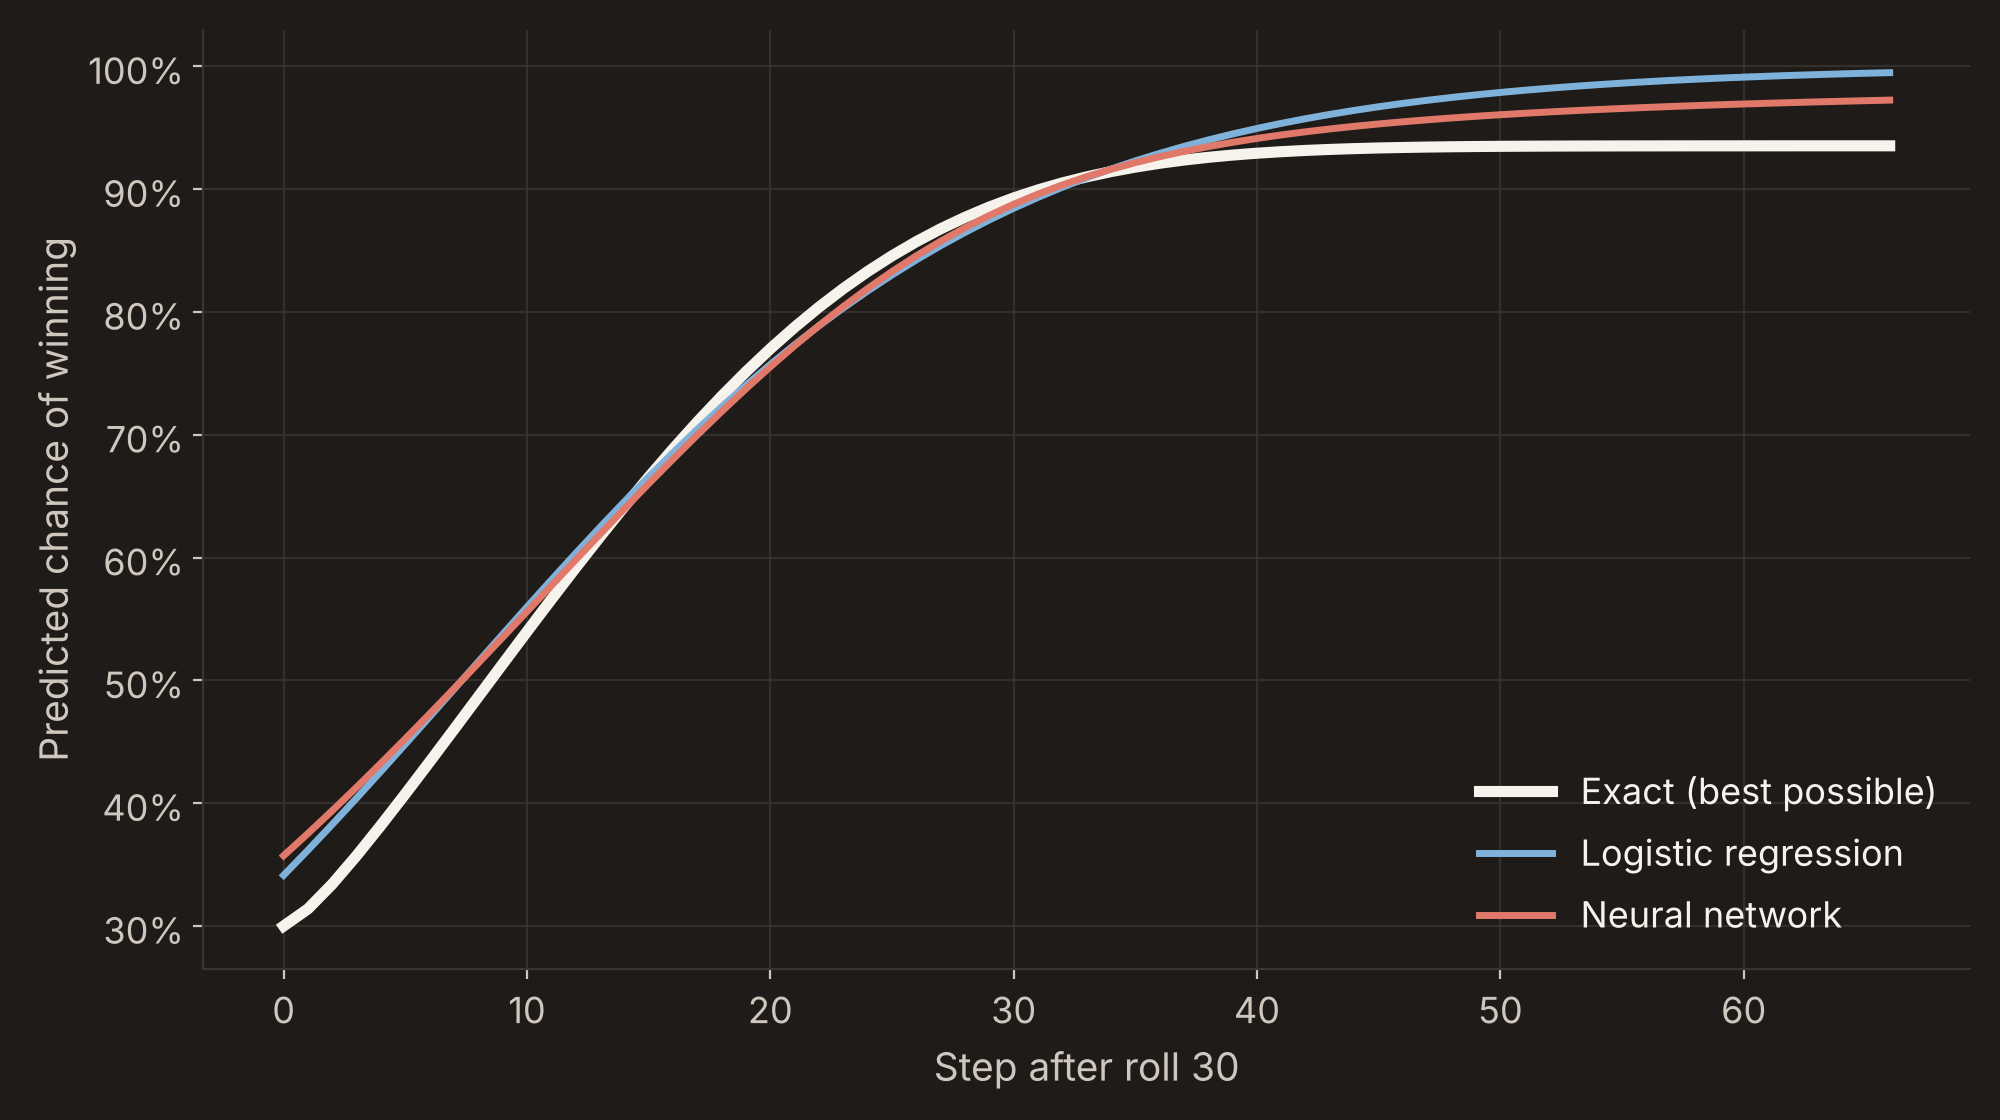 100%
90%
80%
70%
60%
50%
40%
30%
Predicted chance of winning
Exact (best possible)
Logistic regression
Neural network
0 10 20 30 40 50 60
Step after roll 30